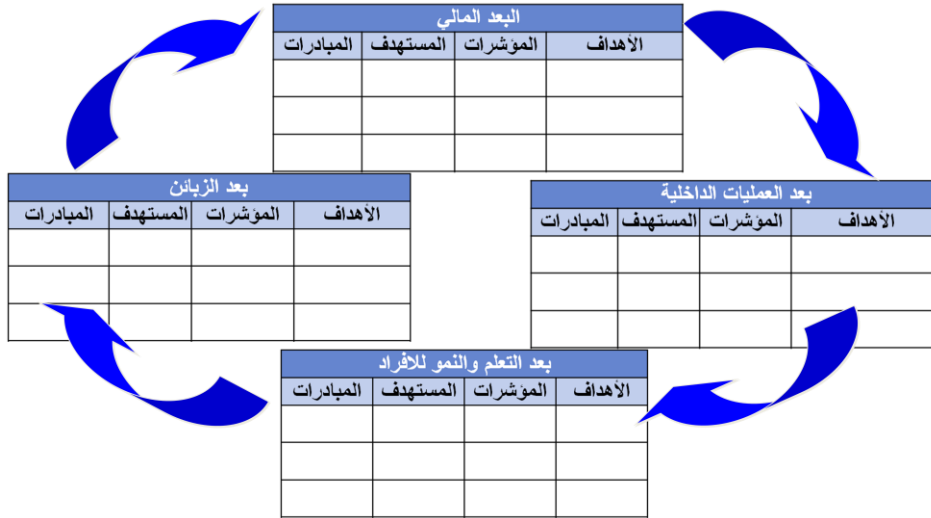 البعد المالي
الأهداف المؤشرات المستهدف المبادرات
بعد العمليات الداخلية
الأهداف المؤشرات المستهدف المبادرات
بعد الزبائن
الأهداف المؤشرات المستهدف المبادرات
بعد التعلم والنمو للافراد
الأهداف المؤشرات المستهدف المبادرات